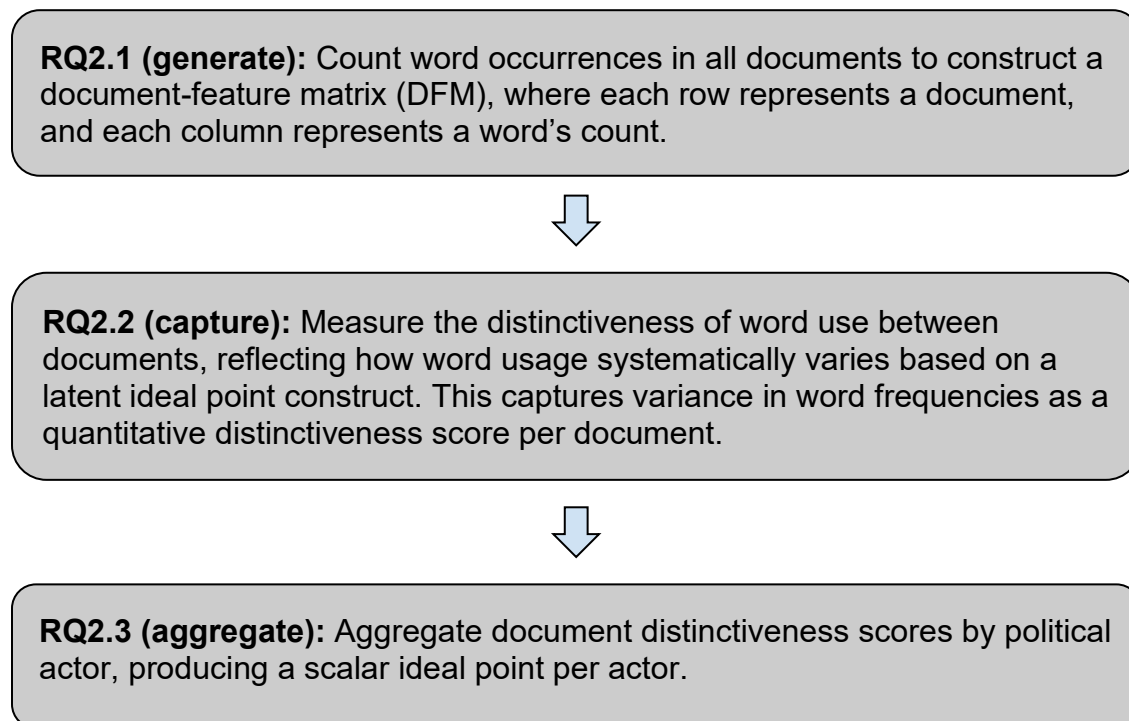 RQ2.1 (generate): Count word occurrences in all documents to construct a
document-feature matrix (DFM), where each row represents a document,
and each column represents a word’s count.
RQ2.2 (capture): Measure the distinctiveness of word use between
documents, reflecting how word usage systematically varies based on a
latent ideal point construct. This captures variance in word frequencies as a
quantitative distinctiveness score per document.
RQ2.3 (aggregate): Aggregate document distinctiveness scores by political
actor, producing a scalar ideal point per actor.